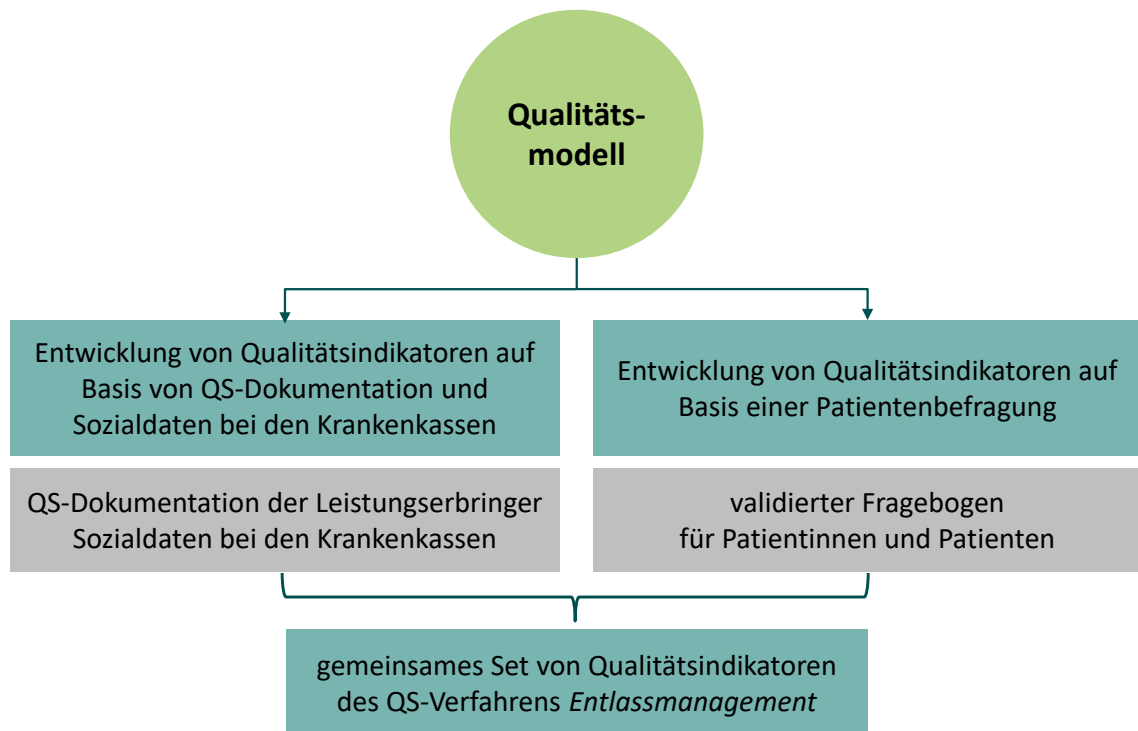 Qualitäts-
modell
Entwicklung von Qualitätsindikatoren auf
Basis von QS-Dokumentation und
Sozialdaten bei den Krankenkassen
Entwicklung von Qualitätsindikatoren auf
Basis einer Patientenbefragung
QS-Dokumentation der Leistungserbringer
Sozialdaten bei den Krankenkassen
validierter Fragebogen
für Patientinnen und Patienten
gemeinsames Set von Qualitätsindikatoren
des QS-Verfahrens Entlassmanagement